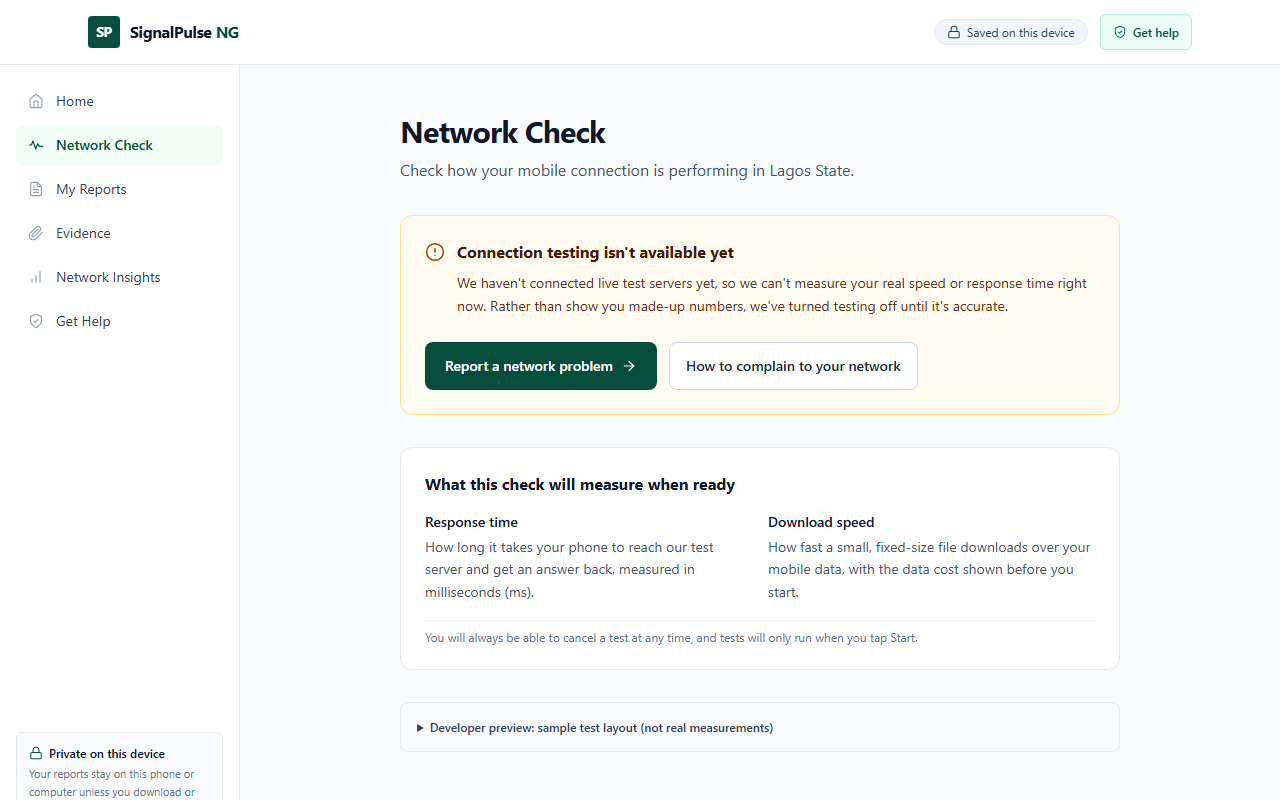 SP SignalPulse NG
Saved on this device
Get help
Home
Network Check
My Reports
Evidence
Network Insights
Get Help
Private on this device
Your reports stay on this phone or
computer unless you download or
Network Check
Check how your mobile connection is performing in Lagos State.
Connection testing isn't available yet
We haven't connected live test servers yet, so we can't measure your real speed or response time right
now. Rather than show you made-up numbers, we've turned testing off until it's accurate.
Report a network problem →
How to complain to your network
What this check will measure when ready
Response time
How long it takes your phone to reach our test
server and get an answer back, measured in
milliseconds (ms).
Download speed
How fast a small, fixed-size file downloads over your
mobile data, with the data cost shown before you
start.
You will always be able to cancel a test at any time, and tests will only run when you tap Start.
Developer preview: sample test layout (not real measurements)